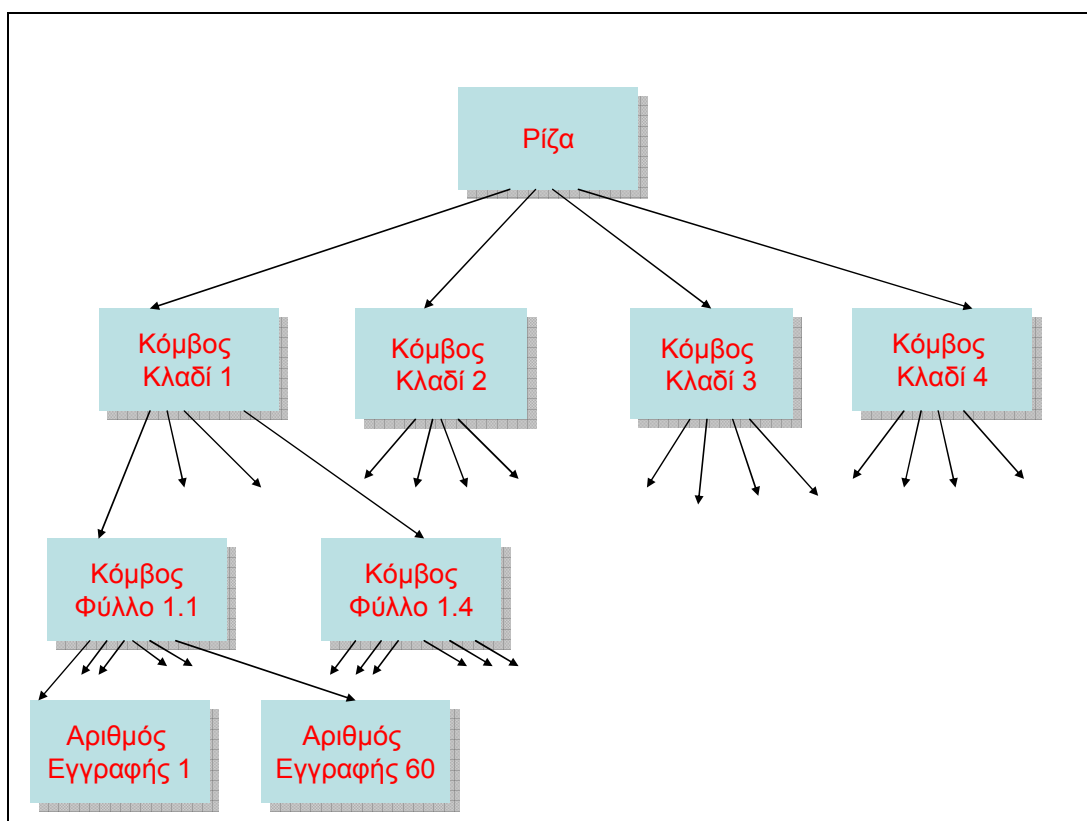 Ρίζα
Κόμβος
Κλαδί 1
Κόμβος
Κλαδί 2
Κόμβος
Κλαδί 3
Κόμβος
Κλαδί 4
Κόμβος
Φύλλο 1.1
Κόμβος
Φύλλο 1.4
Αριθμός
Εγγραφής 1
Αριθμός
Εγγραφής 60